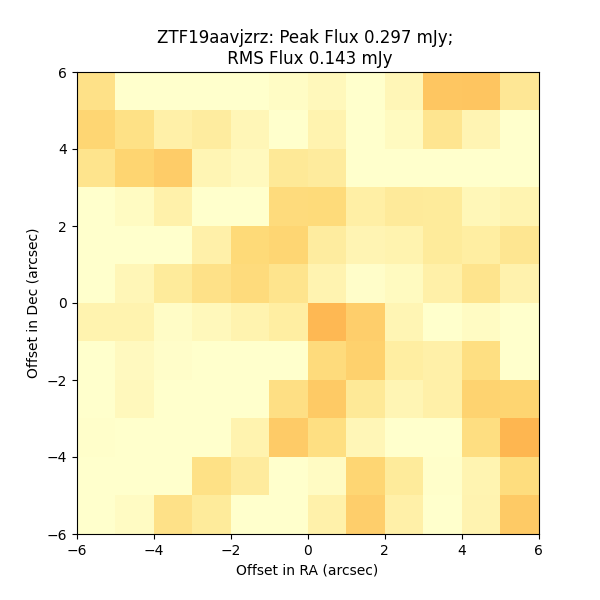 ZTF19aavjzrz: Peak Flux 0.297 mJy;
RMS Flux 0.143 mJy
6
4
2
0
−2
−4
−6
Offset in Dec (arcsec)
−6 −4 −2 0 2 4 6
Offset in RA (arcsec)